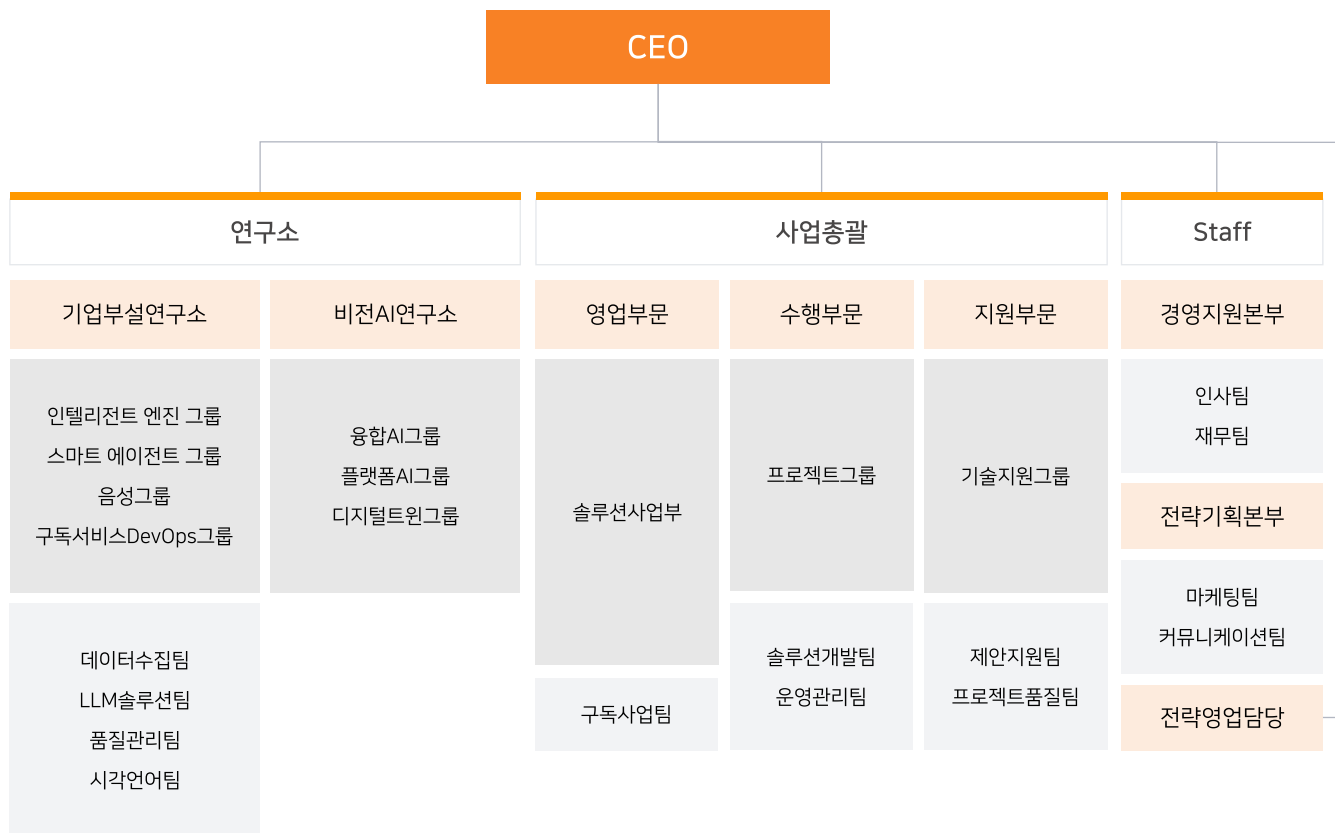 CEO
연구소
사업총괄
Staff
기업부설연구소
비전AI연구소
영업부문
수행부문
지원부문
경영지원본부
인텔리전트 엔진 그룹
스마트 에이전트 그룹
음성그룹
구독서비스DevOps그룹
융합AI그룹
플랫폼AI그룹
디지털트윈그룹
솔루션사업부
프로젝트그룹
기술지원그룹
인사팀
재무팀
전략기획본부
마케팅팀
커뮤니케이션팀
데이터수집팀
LLM솔루션팀
품질관리팀
시각언어팀
구독사업팀
솔루션개발팀
운영관리팀
제안지원팀
프로젝트품질팀
전략영업담당